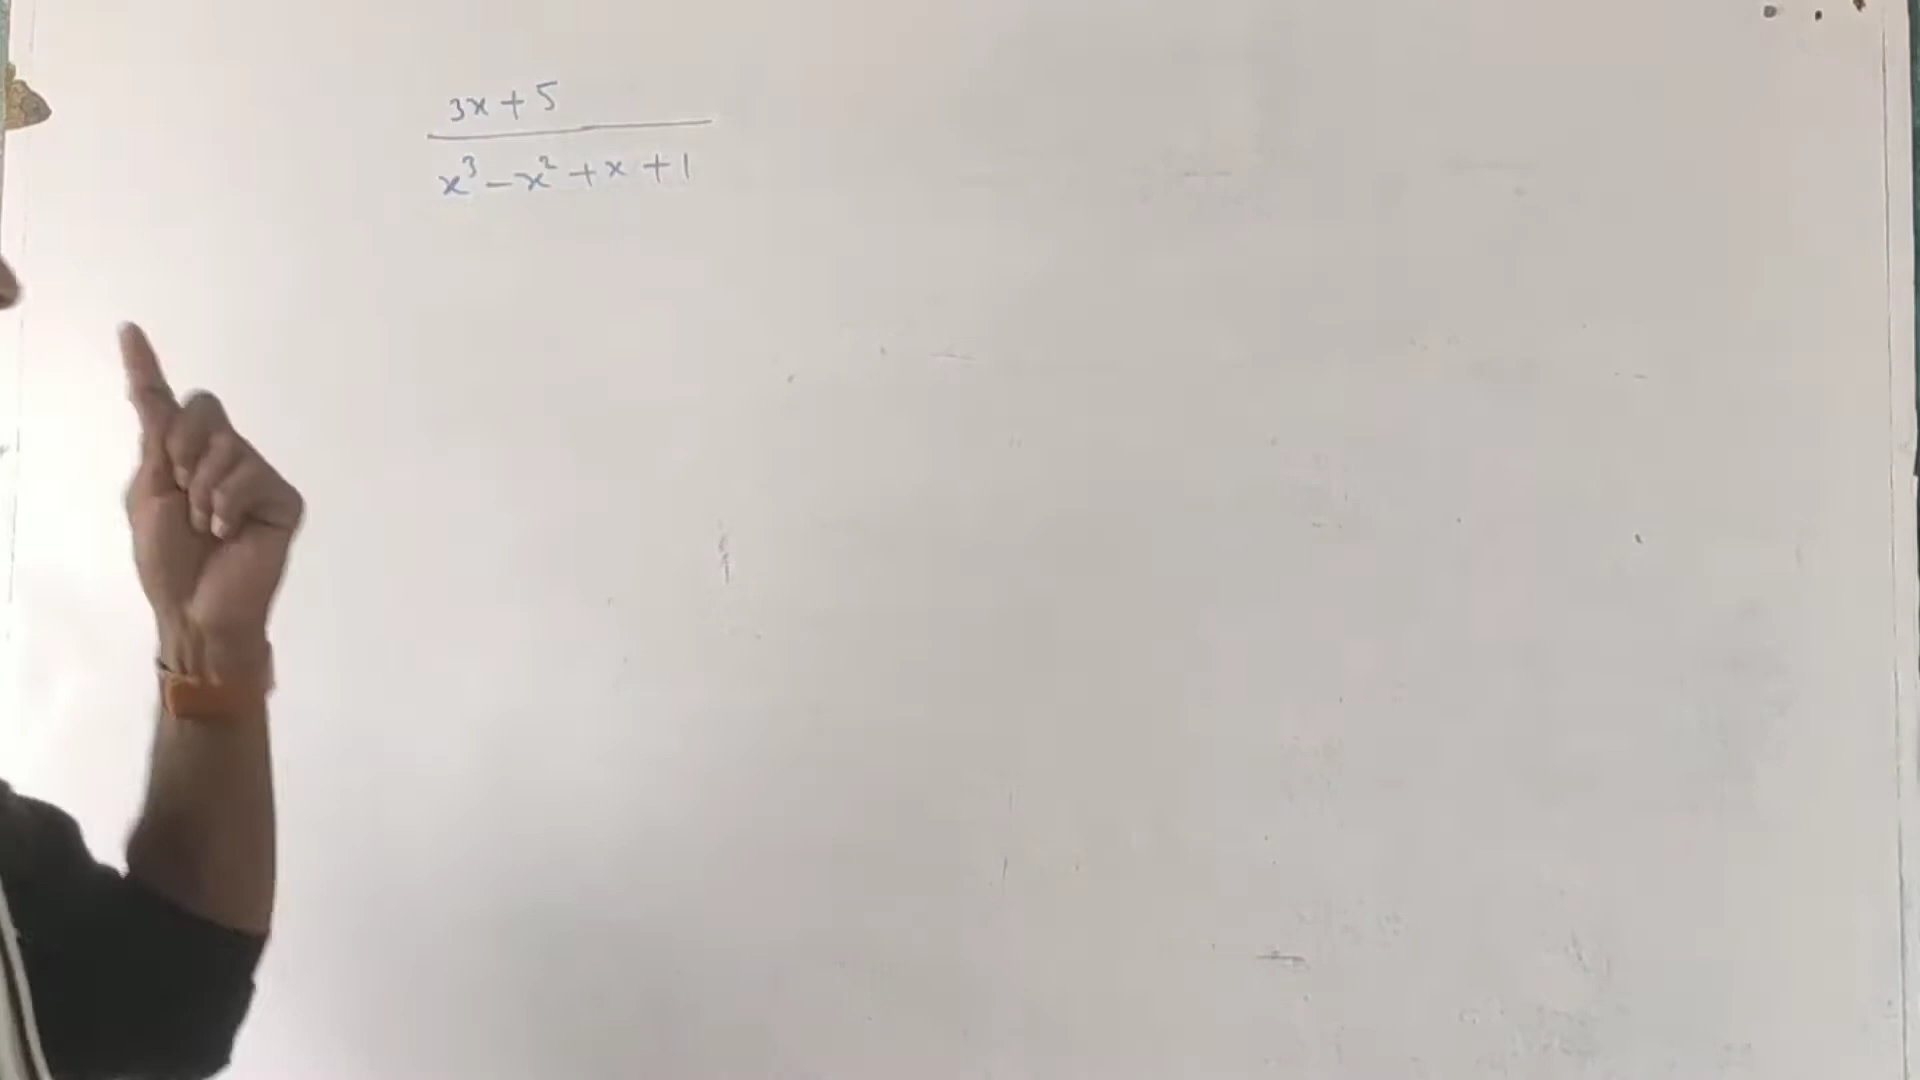 3x + 5
x³ - x² + x + 1